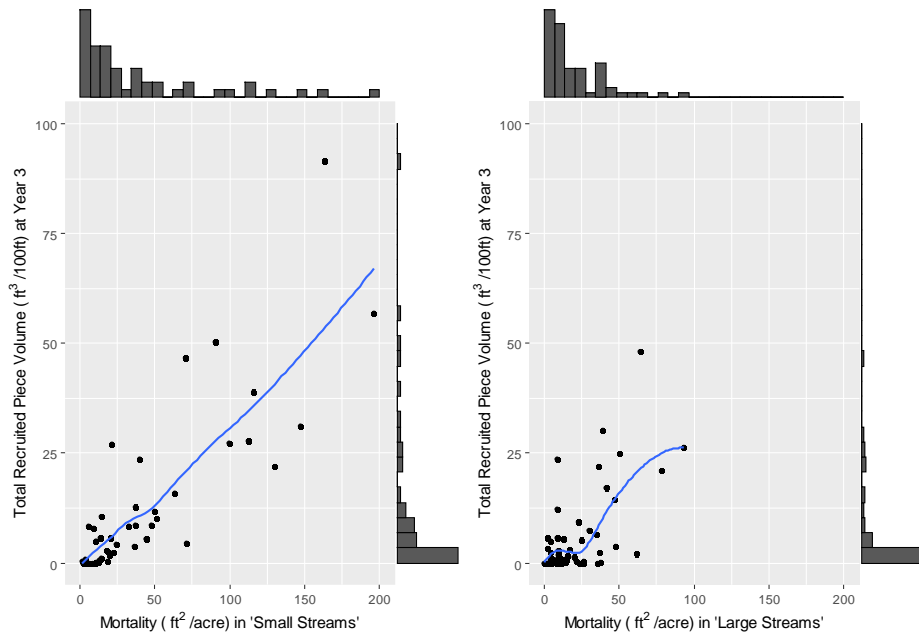 Total Recruited Piece Volume ( ft³ /100ft) at Year 3
100
75
50
25
0
0 50 100 150 200
Mortality ( ft² /acre) in 'Small Streams'
Total Recruited Piece Volume ( ft³ /100ft) at Year 3
100
75
50
25
0
0 50 100 150 200
Mortality ( ft² /acre) in 'Large Streams'